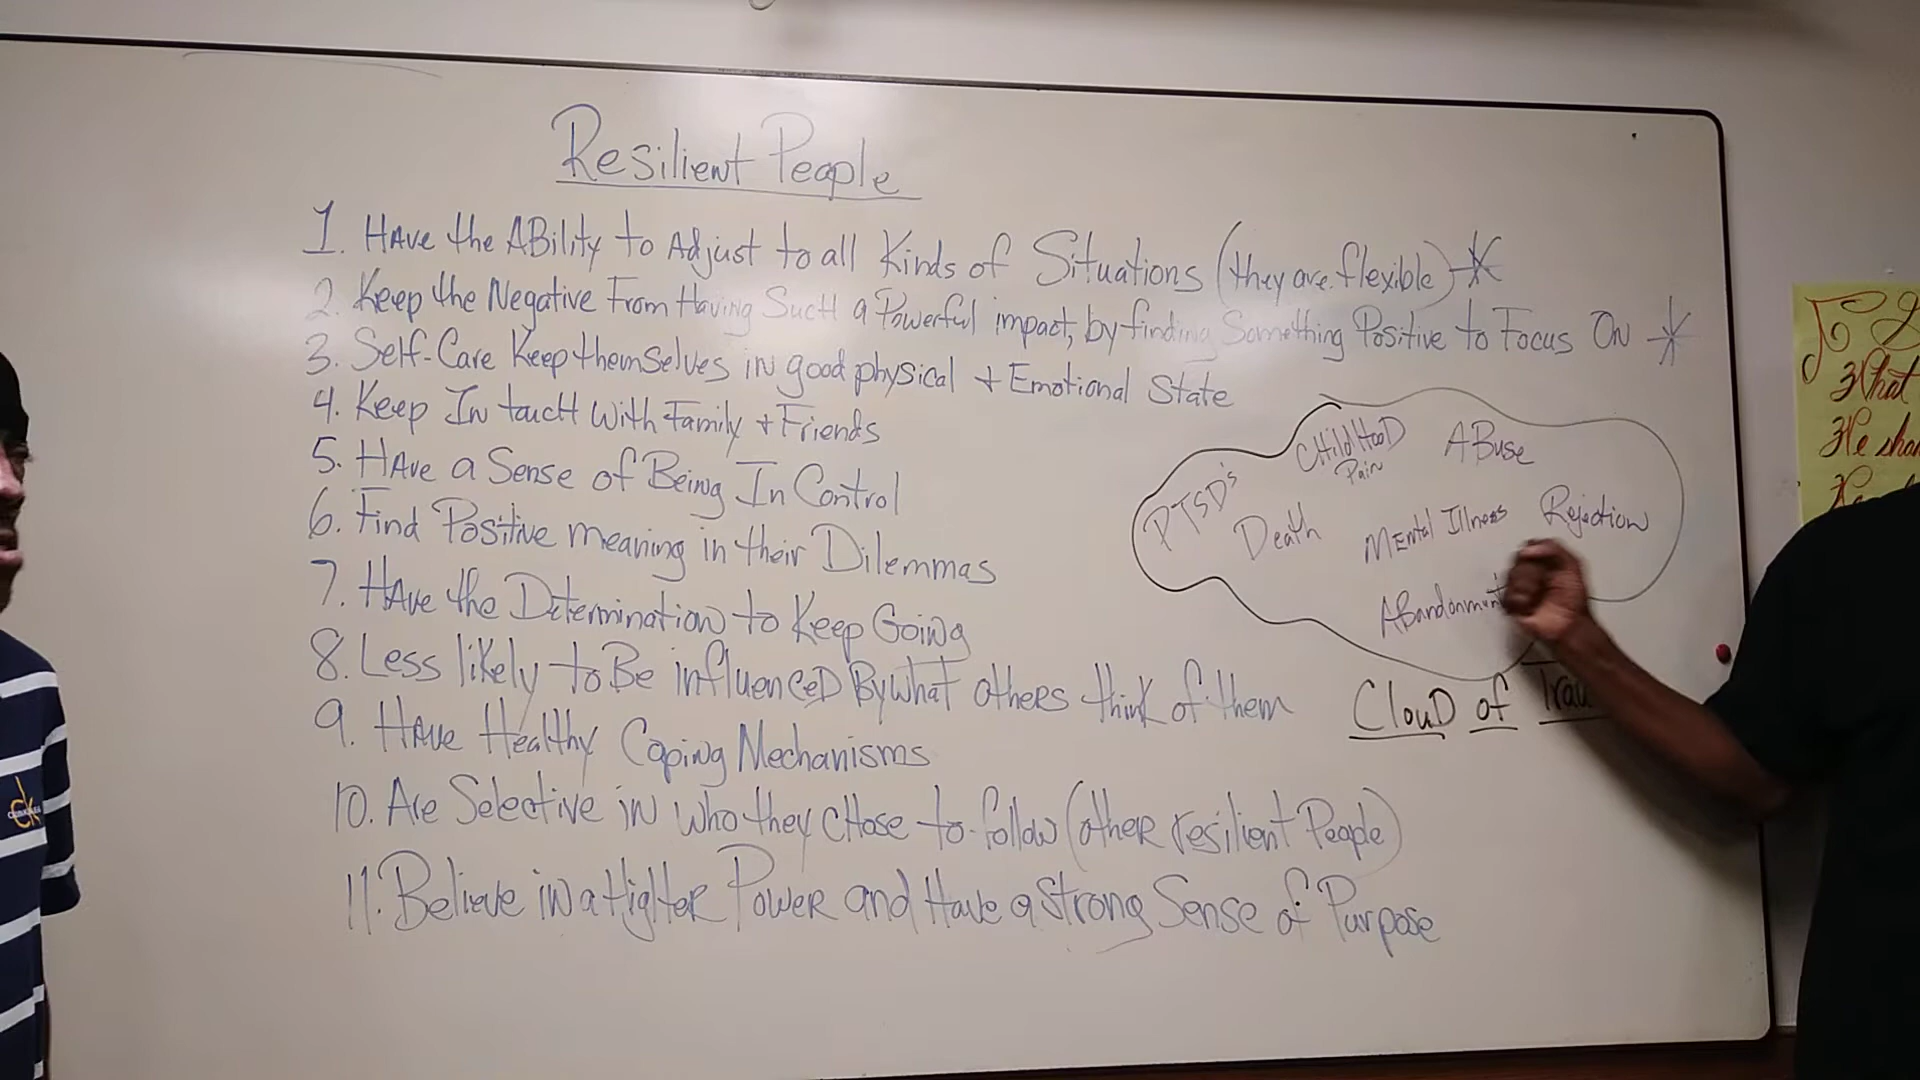 Resilient People
1. HAve the ABility to Adjust to all Kinds of Situations (they are flexible) *
2. Keep the Negative From Having SucH a Powerful impact, by finding Something Positive to Focus On *
3. Self-Care Keep themselves in good physical + Emotional State
4. Keep In toucH With Family + Friends
5. HAve a Sense of Being In Control
6. Find Positive meaning in their Dilemmas
7. HAve the Determination to Keep Going
8. Less likely to Be influenceD By what others think of them
9. HAve Healthy Coping Mechanisms
10. Are Selective in who they cHose to follow (other resilient People)
11. Believe in a HigHer Power and Have a Strong Sense of Purpose
CHildHooD
Pain
ABuse
PTSD's
Death
Mental Illness
Rejection
ABandonment
ClouD of
What
He
ck